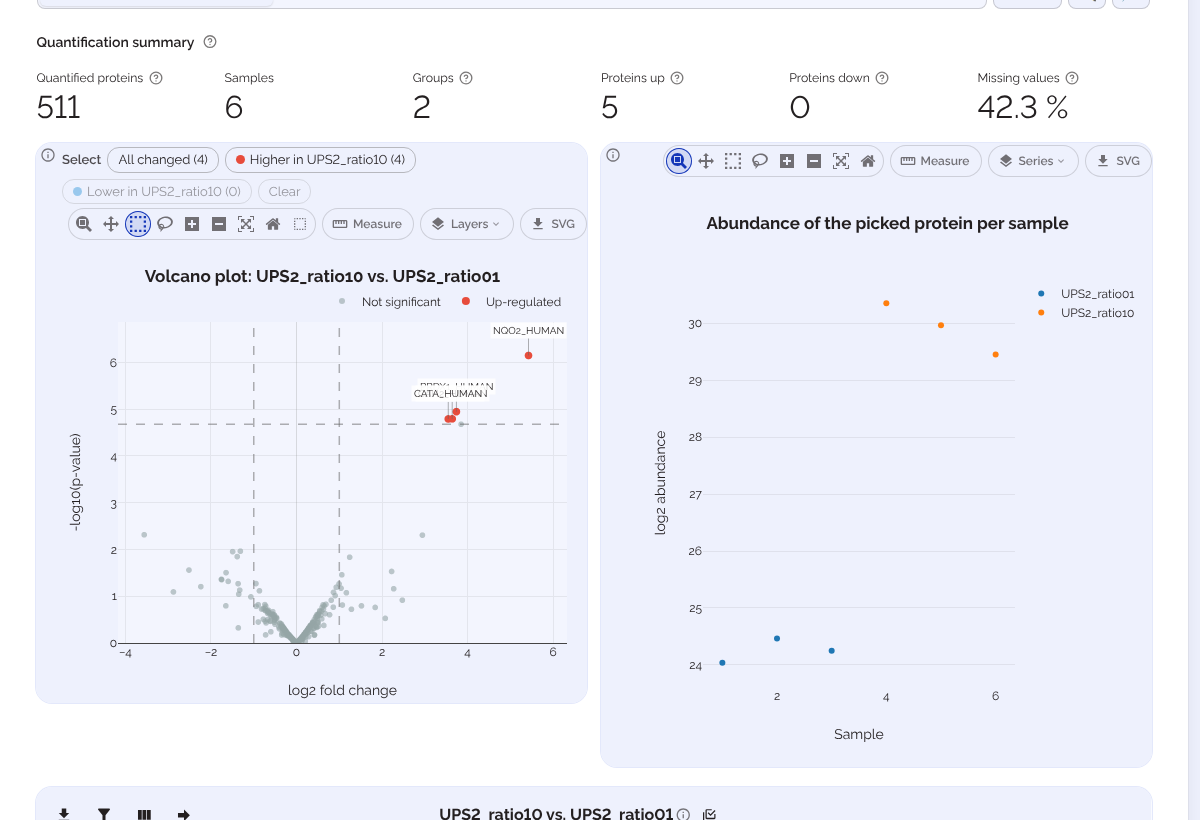 Quantification summary
Quantified proteins
511
Samples
6
Groups
2
Proteins up
5
Proteins down
0
Missing values
42.3 %
Select
All changed (4)
Higher in UPS2_ratio10 (4)
Lower in UPS2_ratio10 (0)
Clear
Measure
Layers
SVG
Volcano plot: UPS2_ratio10 vs. UPS2_ratio01
Not significant
Up-regulated
NQO2_HUMAN
CATA_HUMAN
-log10(p-value)
6
5
4
3
2
1
0
−4
−2
0
2
4
6
log2 fold change
Measure
Series
SVG
Abundance of the picked protein per sample
UPS2_ratio01
UPS2_ratio10
log2 abundance
30
29
28
27
26
25
24
2
4
6
Sample
UPS2_ratio10 vs. UPS2_ratio01